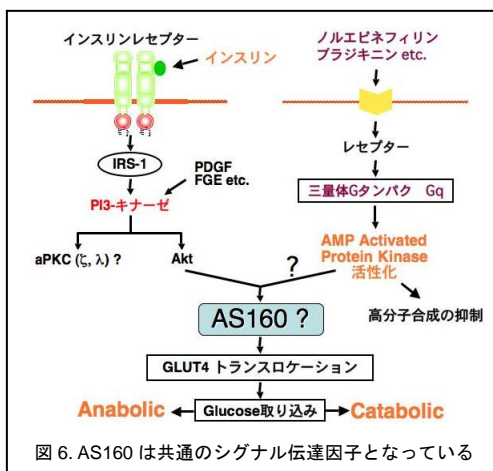 インスリンレセプター
インスリン
IRS-1
PDGF
FGE etc.
PI3-キナーゼ
aPKC (ζ, λ) ?
Akt
ノルエピネフィリン
ブラジキニン etc.
レセプター
三量体Gタンパク Gq
AMP Activated
Protein Kinase
活性化
?
高分子合成の抑制
AS160 ?
GLUT4 トランスロケーション
Anabolic
Glucose取り込み
Catabolic
図 6. AS160 は共通のシグナル伝達因子となっている